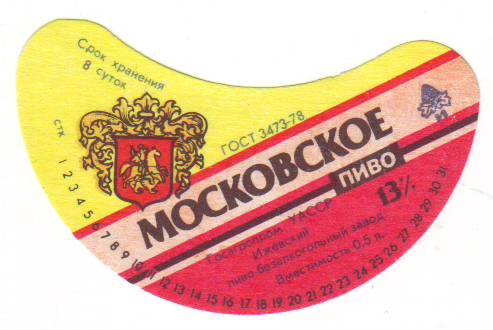 Срок хранения
8 суток
ГОСТ 3473-78
МОСКОВСКОЕ
ПИВО
13%
Госагропром УАССР
Ижевский
пиво-безалкогольный завод
Вместимость 0,5 л.
стк
1 2 3 4 5 6 7 8 9 10 11 12 13 14 15 16 17 18 19 20 21 22 23 24 25 26 27 28 29 30 31